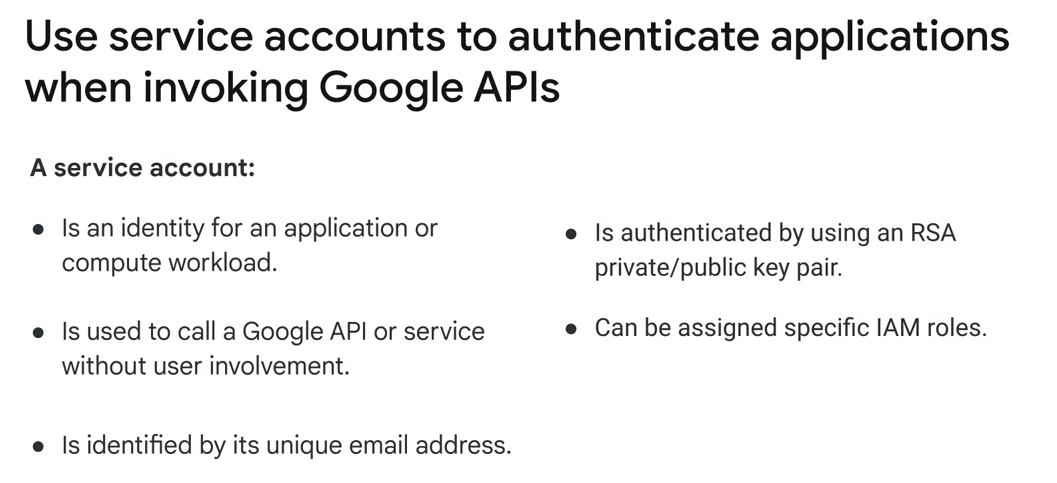 Use service accounts to authenticate applications
when invoking Google APIs
A service account:
● Is an identity for an application or
compute workload.
● Is used to call a Google API or service
without user involvement.
● Is identified by its unique email address.
● Is authenticated by using an RSA
private/public key pair.
● Can be assigned specific IAM roles.